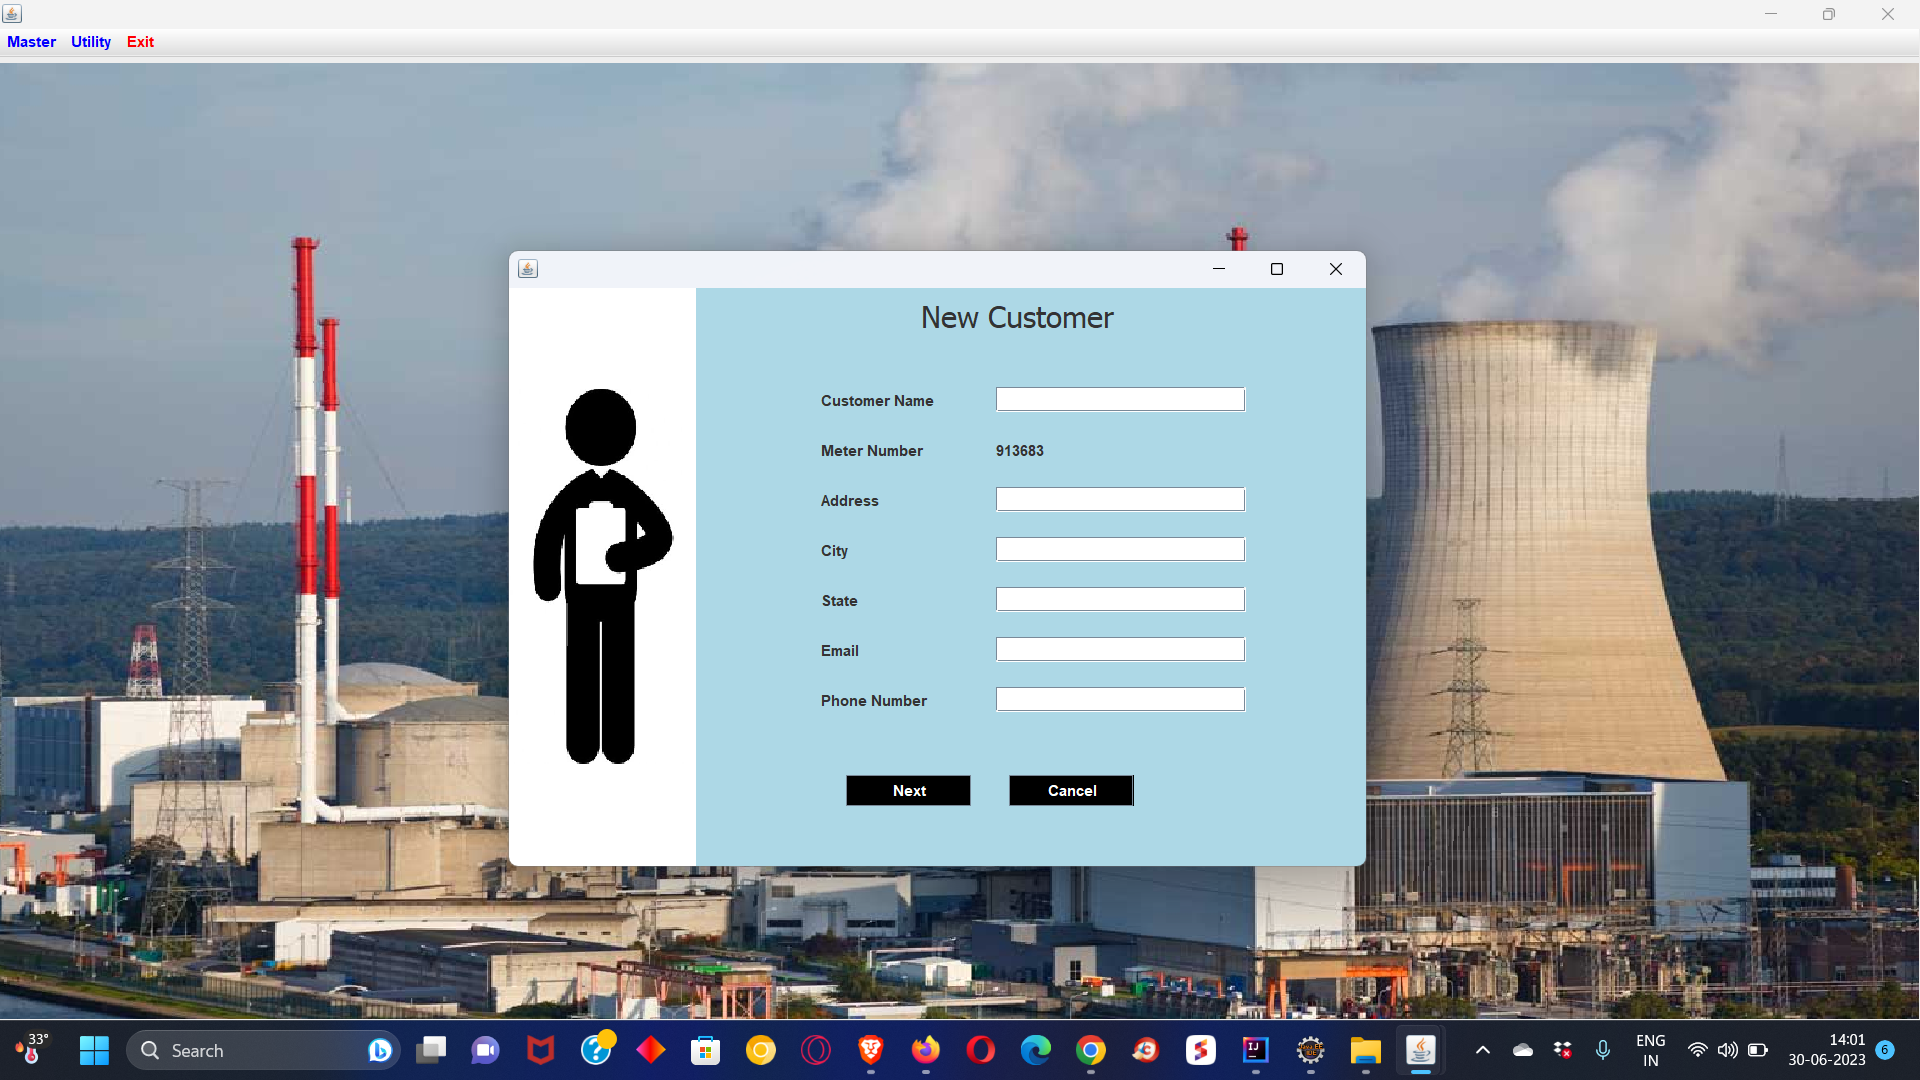 Master Utility Exit
New Customer
Customer Name
Meter Number 913683
Address
City
State
Email
Phone Number
Next Cancel
33°
Search
ENG
IN
14:01
30-06-2023
6